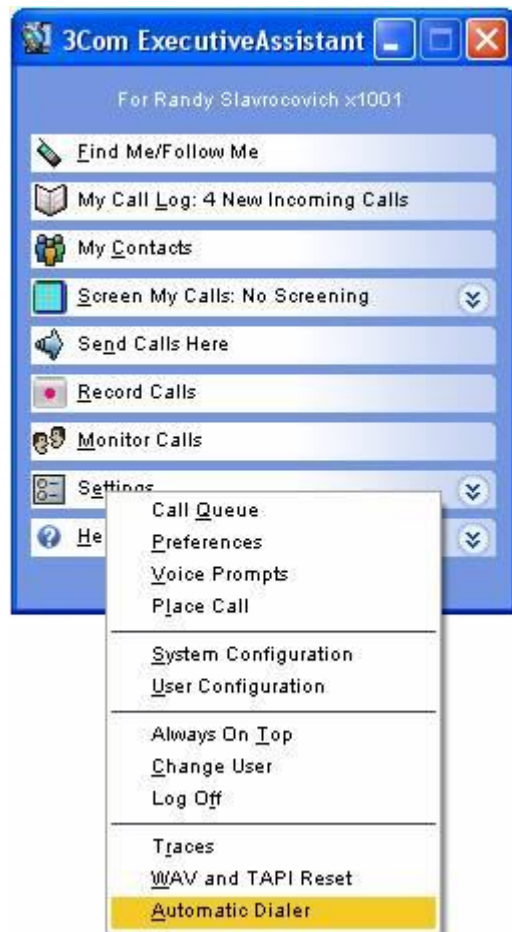 3Com ExecutiveAssistant
For Randy Slavrocovich x1001
Find Me/Follow Me
My Call Log: 4 New Incoming Calls
My Contacts
Screen My Calls: No Screening
Send Calls Here
Record Calls
Monitor Calls
Settings
He
Call Queue
Preferences
Voice Prompts
Place Call
System Configuration
User Configuration
Always On Top
Change User
Log Off
Traces
WAV and TAPI Reset
Automatic Dialer